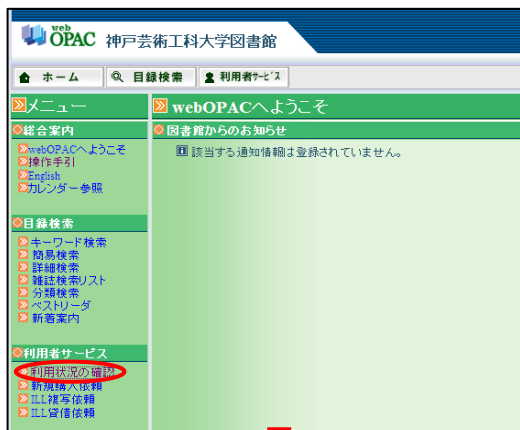 web
OPAC 神戸芸術工科大学図書館
ホーム 目録検索 利用者ｻｰﾋﾞｽ
メニュー
総合案内
webOPACへようこそ
操作手引
English
カレンダー参照
目録検索
キーワード検索
簡易検索
詳細検索
雑誌検索リスト
分類検索
ベストリーダ
新着案内
利用者サービス
利用状況の確認
新規購入依頼
ILL複写依頼
ILL貸借依頼
webOPACへようこそ
図書館からのお知らせ
該当する通知情報は登録されていません。